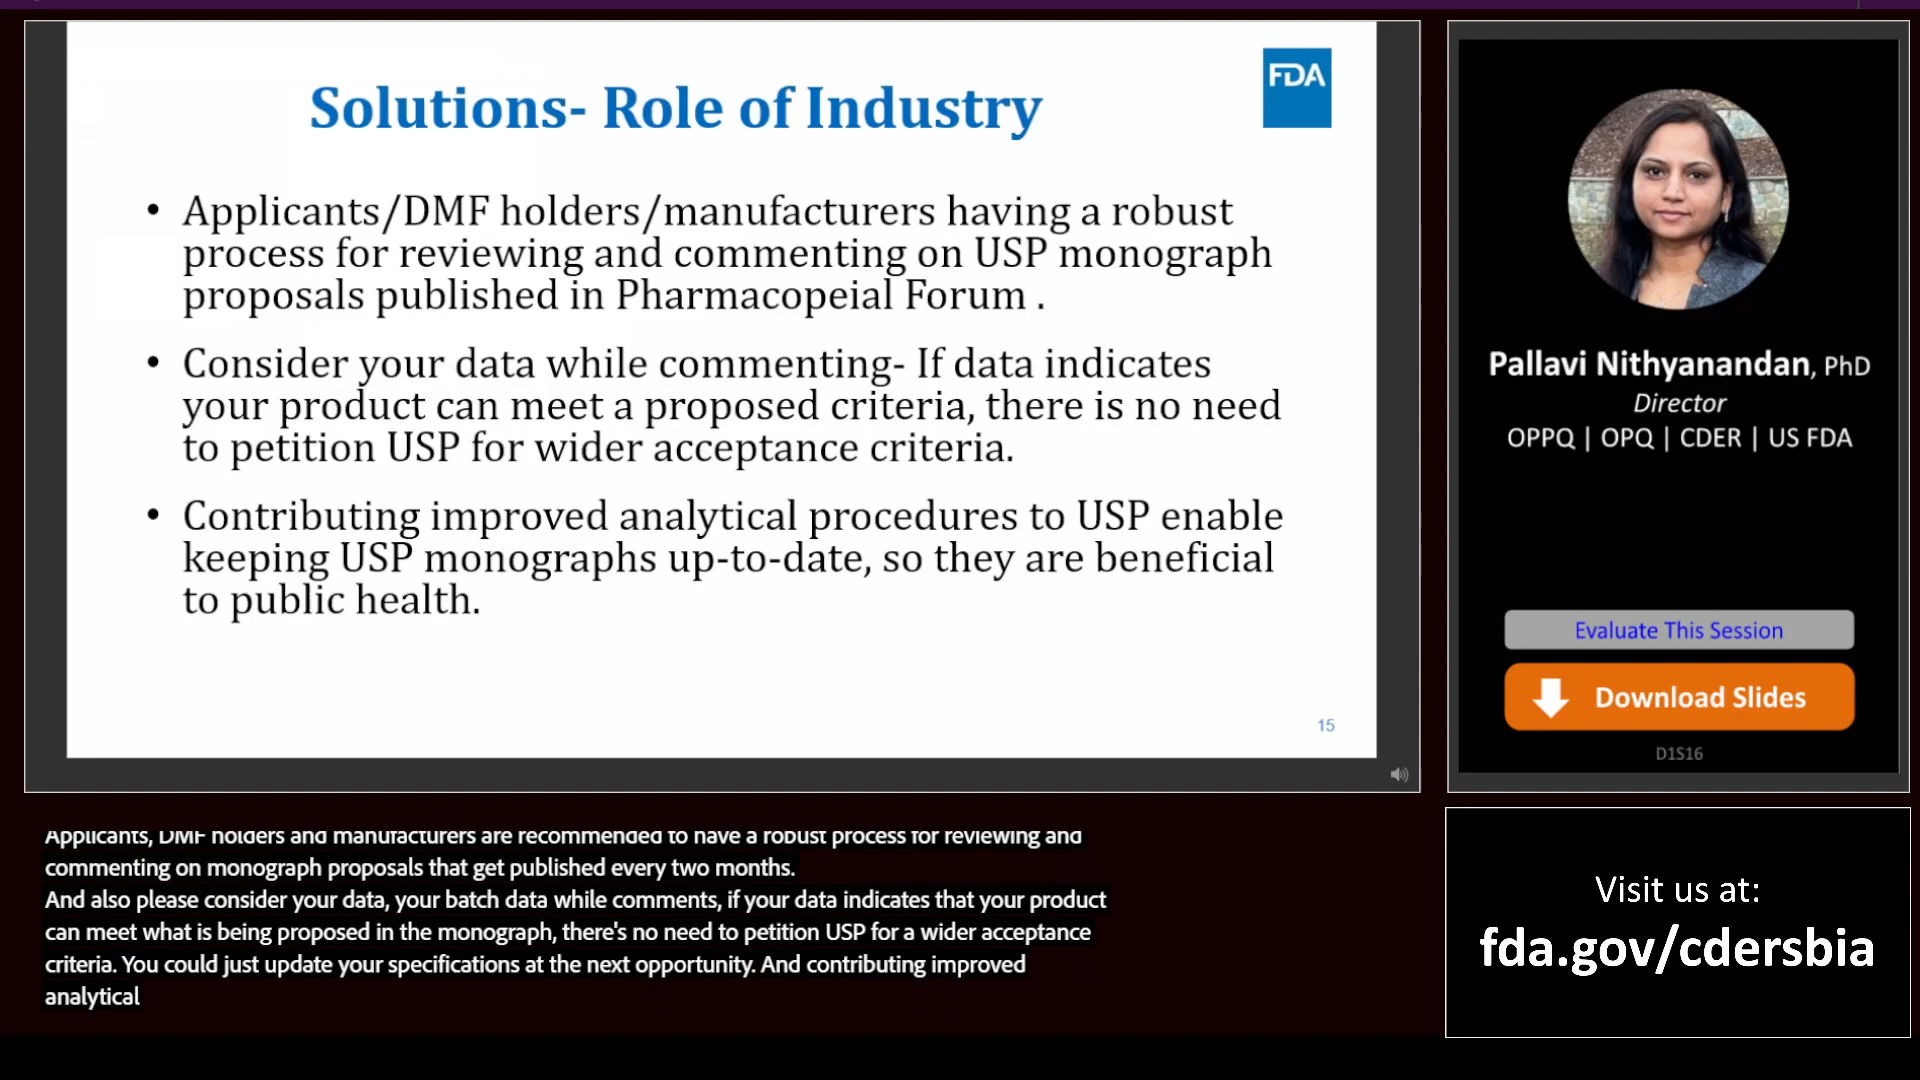 FDA
Solutions- Role of Industry
• Applicants/DMF holders/manufacturers having a robust
process for reviewing and commenting on USP monograph
proposals published in Pharmacopeial Forum .
• Consider your data while commenting- If data indicates
your product can meet a proposed criteria, there is no need
to petition USP for wider acceptance criteria.
• Contributing improved analytical procedures to USP enable
keeping USP monographs up-to-date, so they are beneficial
to public health.
15
Pallavi Nithyanandan, PhD
Director
OPPQ | OPQ | CDER | US FDA
Evaluate This Session
Download Slides
D1S16
Applicants, DMF holders and manufacturers are recommended to have a robust process for reviewing and
commenting on monograph proposals that get published every two months.
And also please consider your data, your batch data while comments, if your data indicates that your product
can meet what is being proposed in the monograph, there's no need to petition USP for a wider acceptance
criteria. You could just update your specifications at the next opportunity. And contributing improved
analytical
Visit us at:
fda.gov/cdersbia